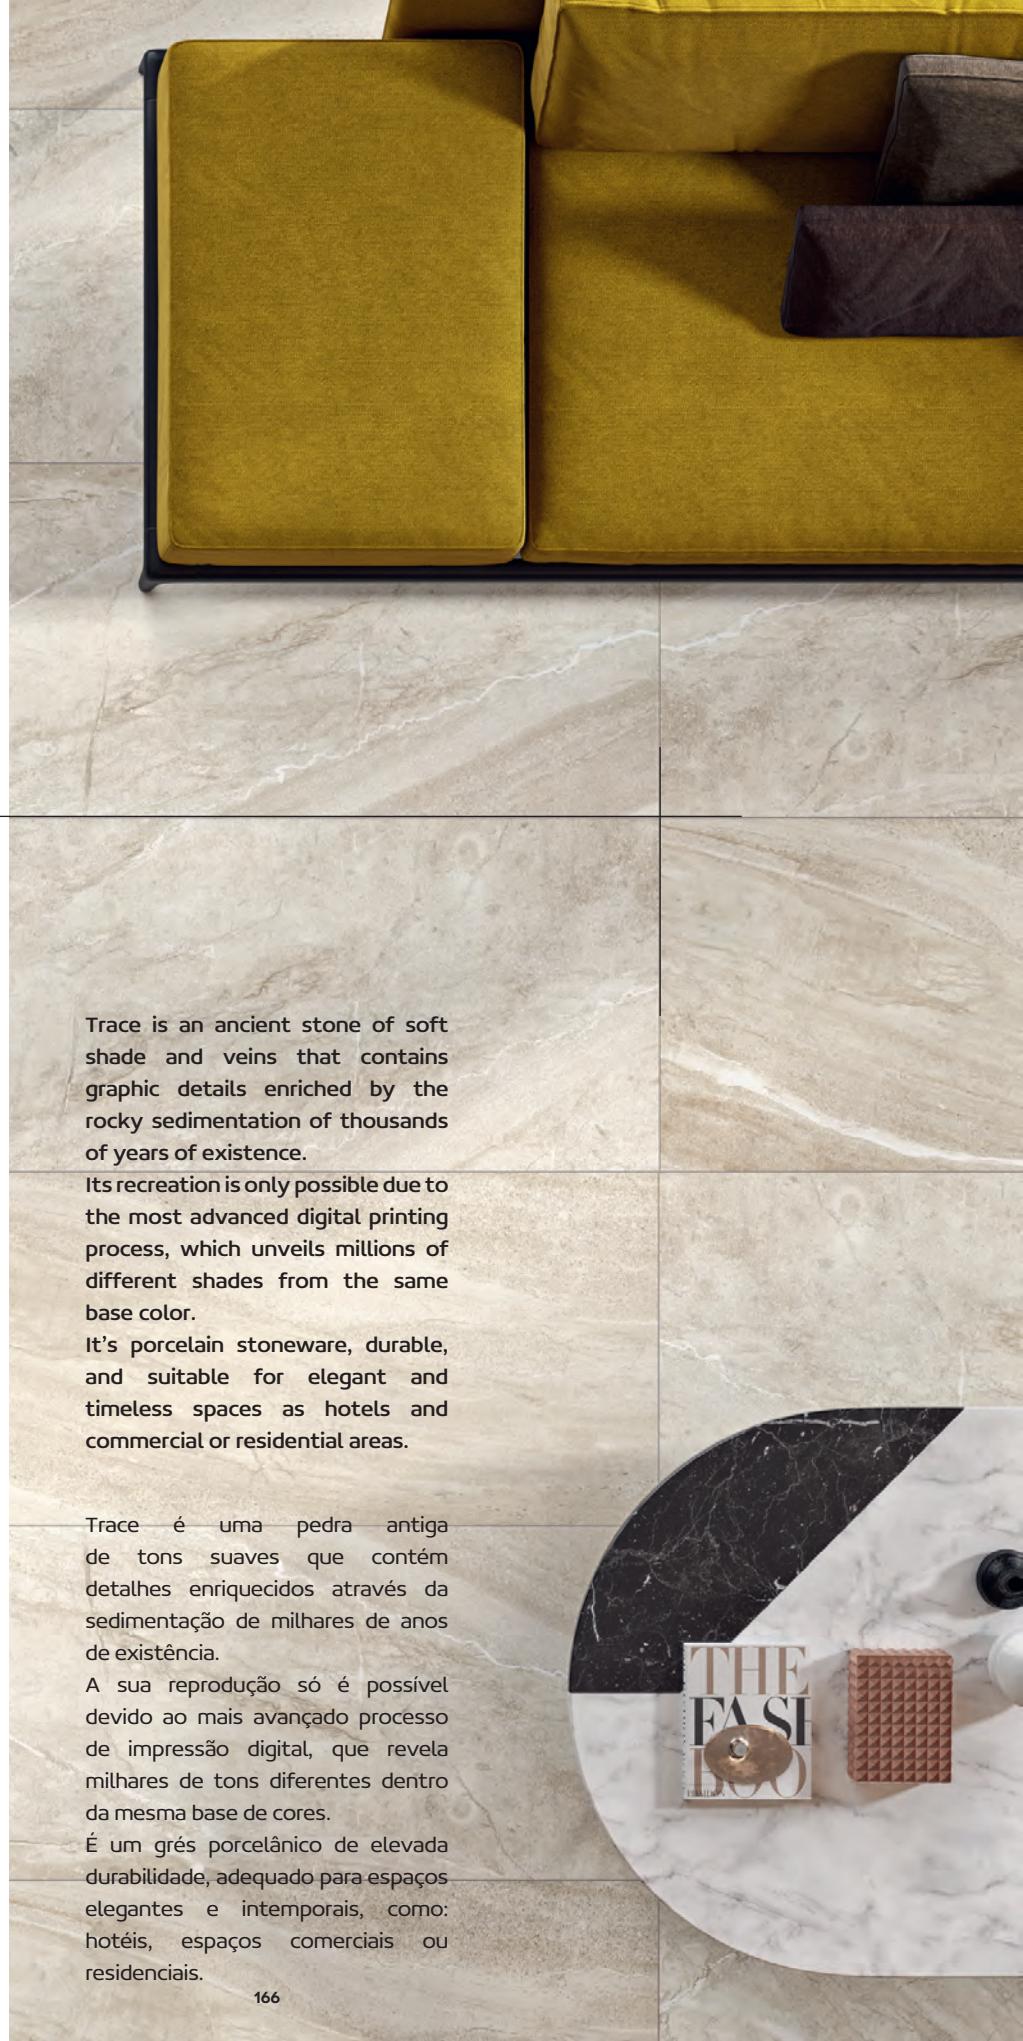 Trace is an ancient stone of soft
shade and veins that contains
graphic details enriched by the
rocky sedimentation of thousands
of years of existence.
Its recreation is only possible due to
the most advanced digital printing
process, which unveils millions of
different shades from the same
base color.
It’s porcelain stoneware, durable,
and suitable for elegant and
timeless spaces as hotels and
commercial or residential areas.
Trace é uma pedra antiga
de tons suaves que contém
detalhes enriquecidos através da
sedimentação de milhares de anos
de existência.
A sua reprodução só é possível
devido ao mais avançado processo
de impressão digital, que revela
milhares de tons diferentes dentro
da mesma base de cores.
É um grés porcelânico de elevada
durabilidade, adequado para espaços
elegantes e intemporais, como:
hotéis, espaços comerciais ou
residenciais.
166
THE
FASH
BOO